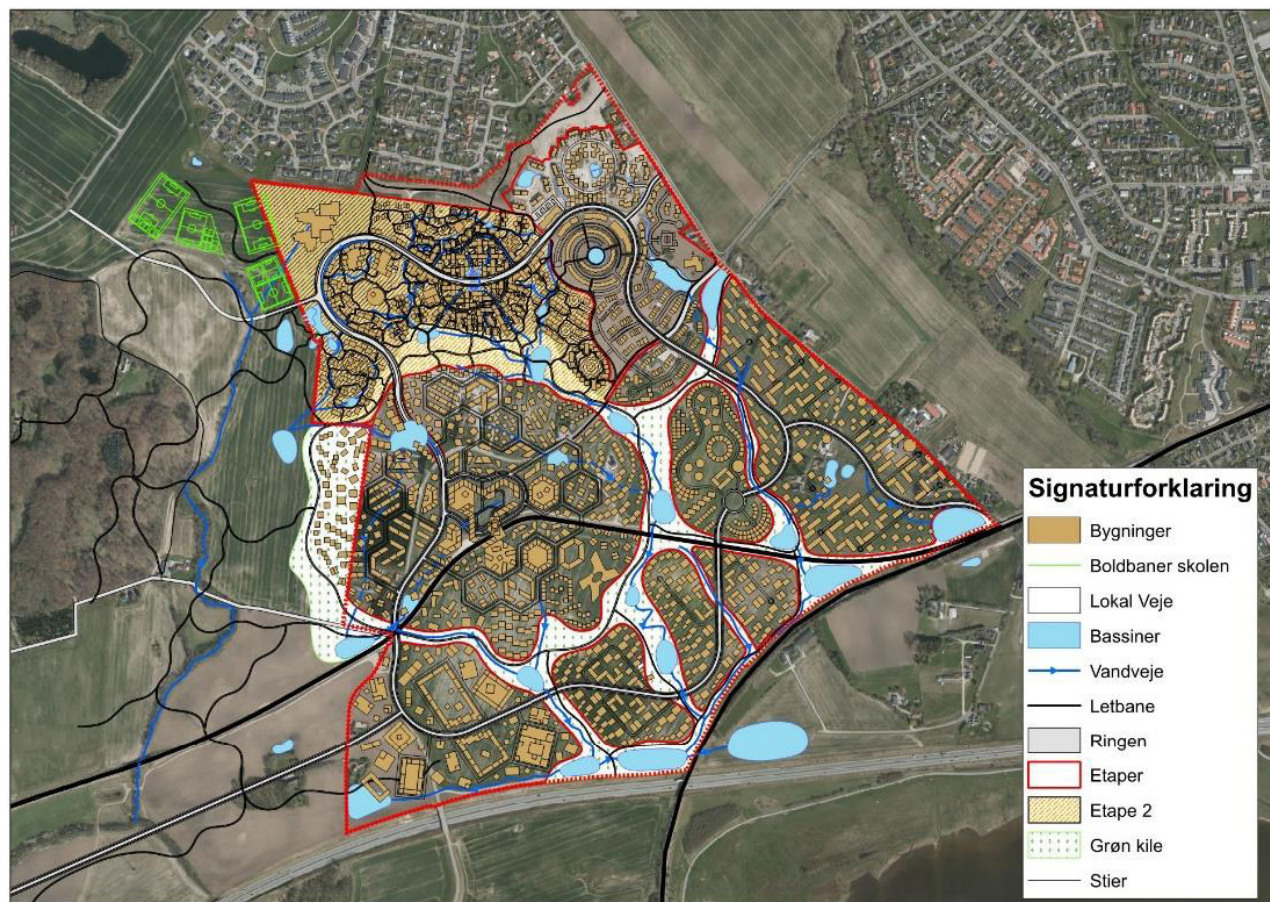 Signaturforklaring
Bygninger
Boldbaner skolen
Lokal Veje
Bassiner
Vandveje
Letbane
Ringen
Etaper
Etape 2
Grøn kile
Stier